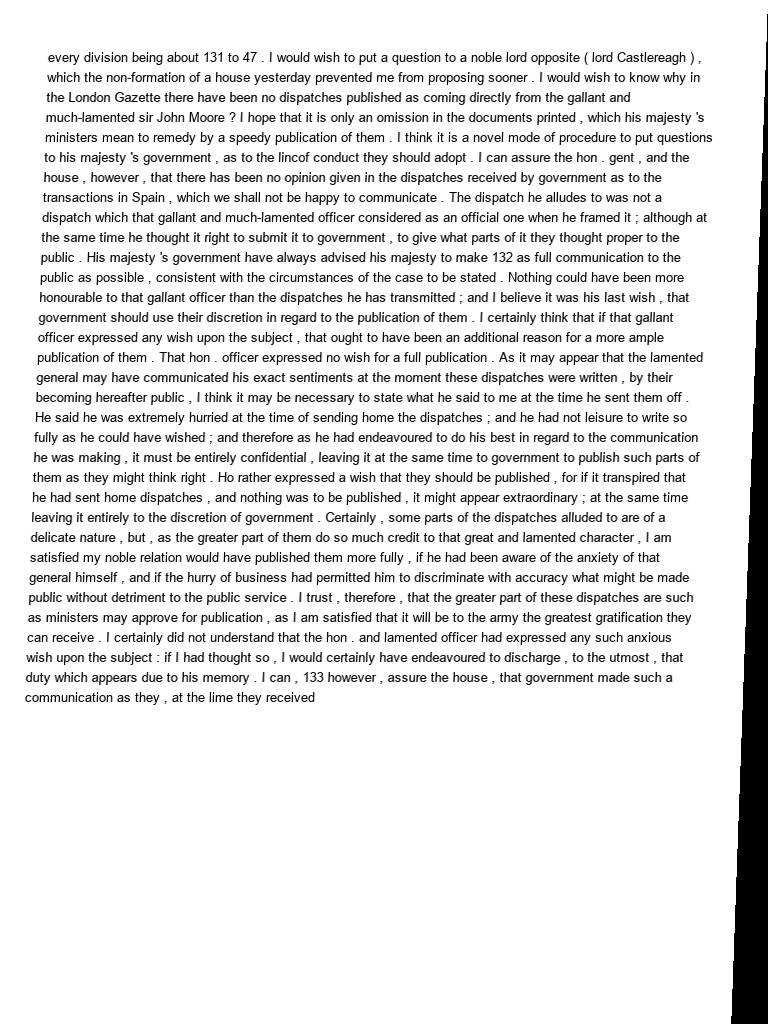 every division being about 131 to 47 . I would wish to put a question to a noble lord opposite ( lord Castlereagh ) ,
which the non-formation of a house yesterday prevented me from proposing sooner . I would wish to know why in
the London Gazette there have been no dispatches published as coming directly from the gallant and
much-lamented sir John Moore ? I hope that it is only an omission in the documents printed , which his majesty 's
ministers mean to remedy by a speedy publication of them . I think it is a novel mode of procedure to put questions
to his majesty 's government , as to the lincof conduct they should adopt . I can assure the hon . gent , and the
house , however , that there has been no opinion given in the dispatches received by government as to the
transactions in Spain , which we shall not be happy to communicate . The dispatch he alludes to was not a
dispatch which that gallant and much-lamented officer considered as an official one when he framed it ; although at
the same time he thought it right to submit it to government , to give what parts of it they thought proper to the
public . His majesty 's government have always advised his majesty to make 132 as full communication to the
public as possible , consistent with the circumstances of the case to be stated . Nothing could have been more
honourable to that gallant officer than the dispatches he has transmitted ; and I believe it was his last wish , that
government should use their discretion in regard to the publication of them . I certainly think that if that gallant
officer expressed any wish upon the subject , that ought to have been an additional reason for a more ample
publication of them . That hon . officer expressed no wish for a full publication . As it may appear that the lamented
general may have communicated his exact sentiments at the moment these dispatches were written , by their
becoming hereafter public , I think it may be necessary to state what he said to me at the time he sent them off .
He said he was extremely hurried at the time of sending home the dispatches ; and he had not leisure to write so
fully as he could have wished ; and therefore as he had endeavoured to do his best in regard to the communication
he was making , it must be entirely confidential , leaving it at the same time to government to publish such parts of
them as they might think right . Ho rather expressed a wish that they should be published , for if it transpired that
he had sent home dispatches , and nothing was to be published , it might appear extraordinary ; at the same time
leaving it entirely to the discretion of government . Certainly , some parts of the dispatches alluded to are of a
delicate nature , but , as the greater part of them do so much credit to that great and lamented character , I am
satisfied my noble relation would have published them more fully , if he had been aware of the anxiety of that
general himself , and if the hurry of business had permitted him to discriminate with accuracy what might be made
public without detriment to the public service . I trust , therefore , that the greater part of these dispatches are such
as ministers may approve for publication , as I am satisfied that it will be to the army the greatest gratification they
can receive . I certainly did not understand that the hon . and lamented officer had expressed any such anxious
wish upon the subject : if I had thought so , I would certainly have endeavoured to discharge , to the utmost , that
duty which appears due to his memory . I can , 133 however , assure the house , that government made such a
communication as they , at the lime they received